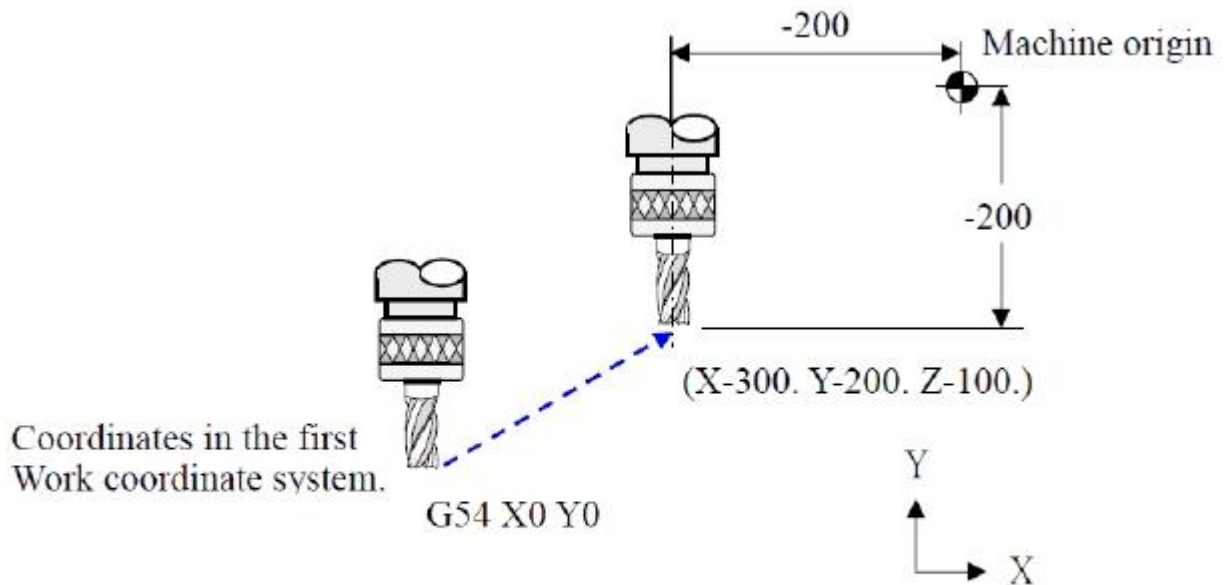 -200
Machine origin
-200
(X-300. Y-200. Z-100.)
Coordinates in the first
Work coordinate system.
G54 X0 Y0
Y
X